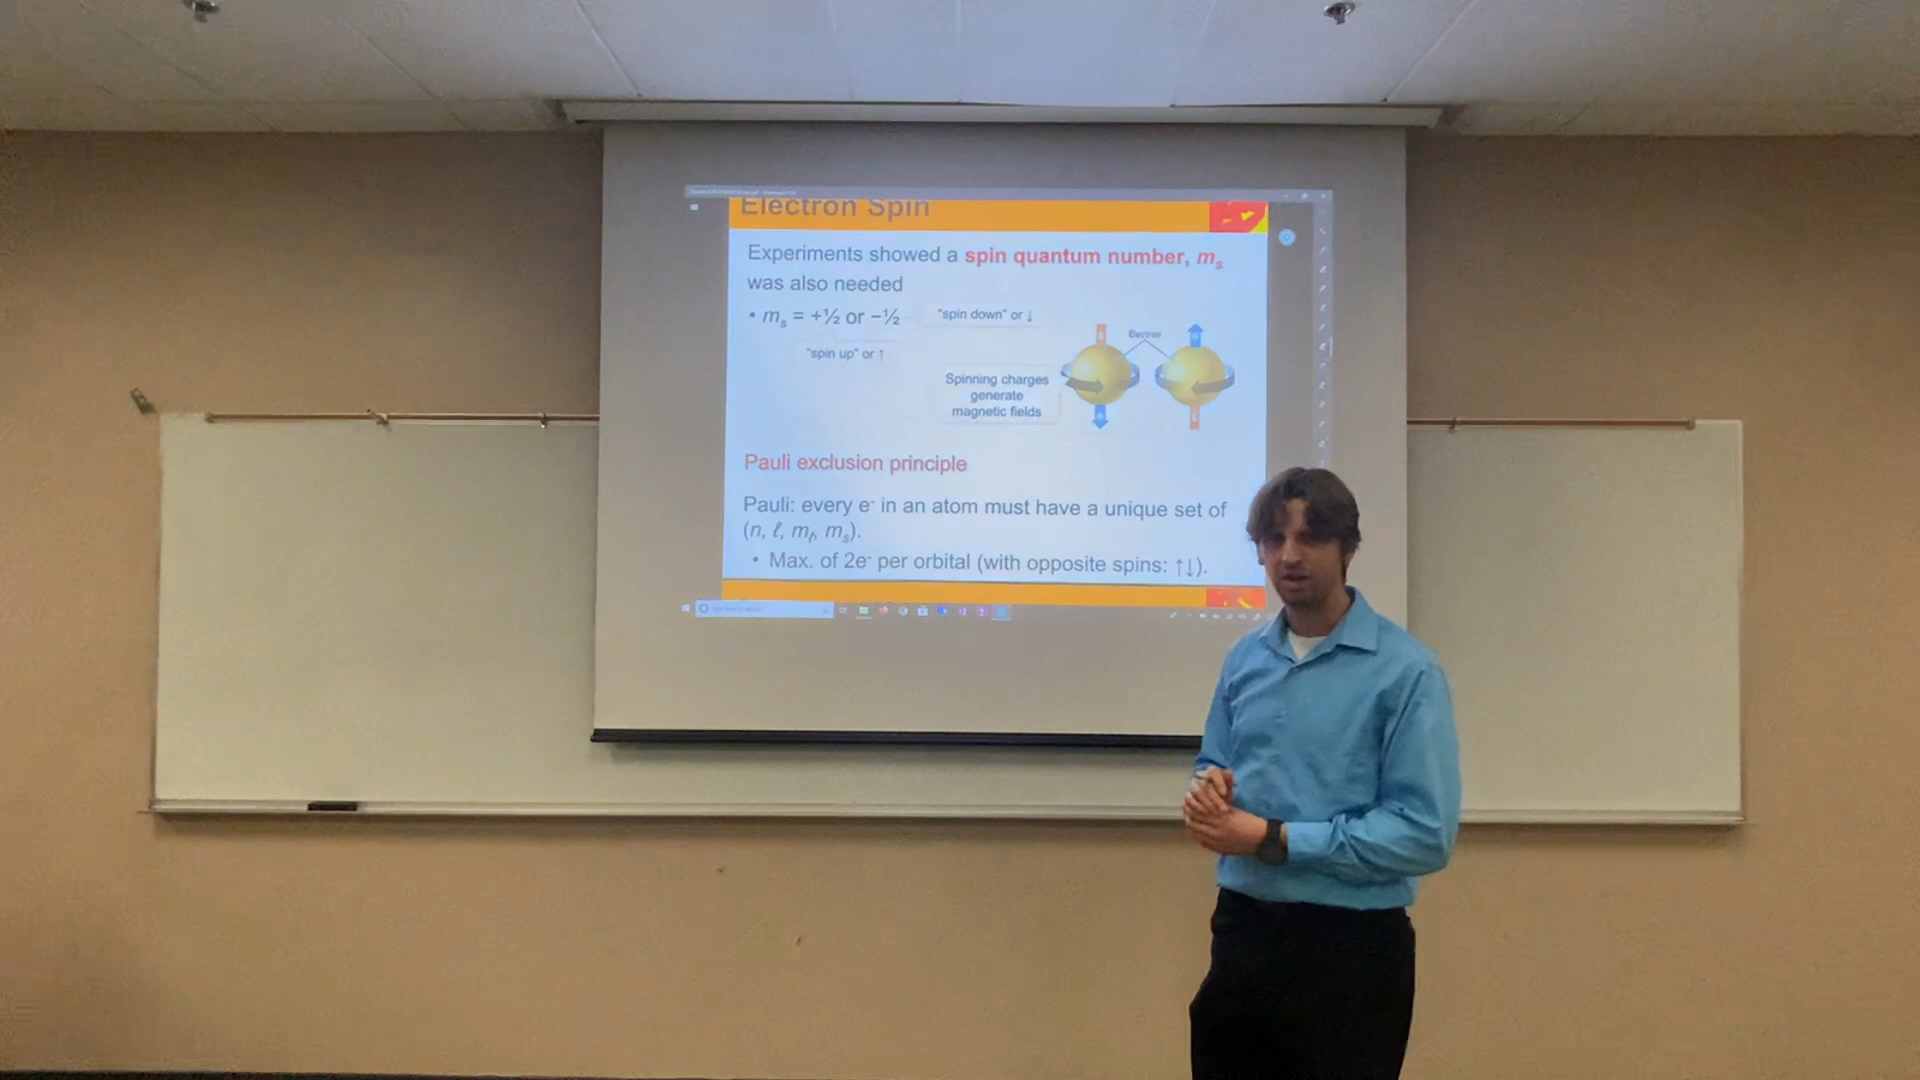 Electron Spin
Experiments showed a spin quantum number, mₛ
was also needed
• mₛ = +½ or −½
"spin down" or ↓
"spin up" or ↑
Electron
Spinning charges
generate
magnetic fields
Pauli exclusion principle
Pauli: every e⁻ in an atom must have a unique set of
(n, ℓ, mℓ, mₛ).
• Max. of 2e⁻ per orbital (with opposite spins: ↑↓).